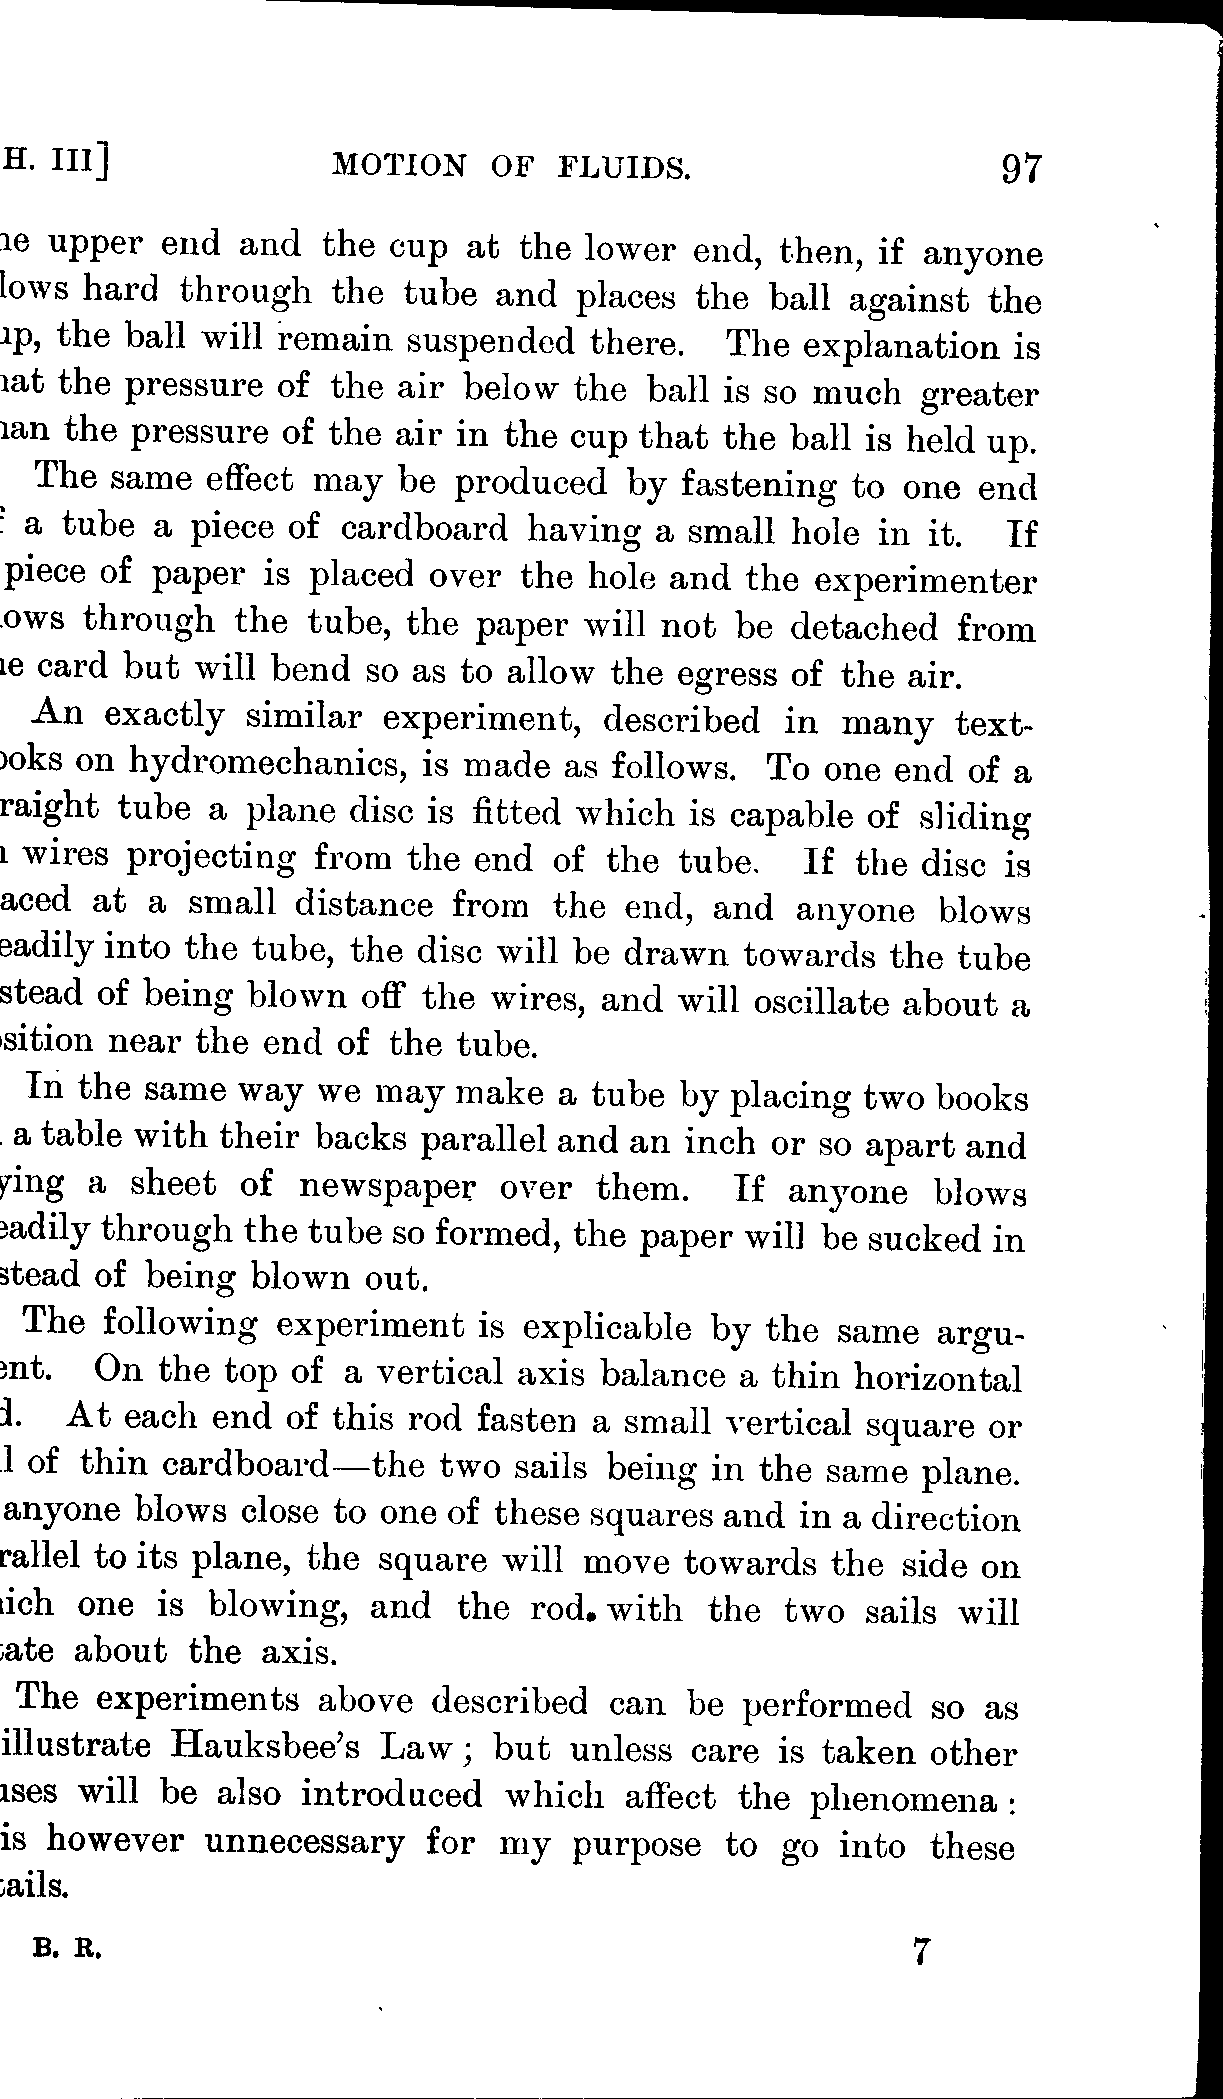 H. III] MOTION OF FLUIDS. 97
upper end and the cup at the lower end, then, if anyone
lows hard through the tube and places the ball against the
up, the ball will remain suspended there. The explanation is
at the pressure of the air below the ball is so much greater
an the pressure of the air in the cup that the ball is held up.
The same effect may be produced by fastening to one end
a tube a piece of cardboard having a small hole in it. If
piece of paper is placed over the hole and the experimenter
ows through the tube, the paper will not be detached from
e card but will bend so as to allow the egress of the air.
An exactly similar experiment, described in many text-
ooks on hydromechanics, is made as follows. To one end of a
raight tube a plane disc is fitted which is capable of sliding
wires projecting from the end of the tube. If the disc is
aced at a small distance from the end, and anyone blows
eadily into the tube, the disc will be drawn towards the tube
stead of being blown off the wires, and will oscillate about a
sition near the end of the tube.
In the same way we may make a tube by placing two books
a table with their backs parallel and an inch or so apart and
ying a sheet of newspaper over them. If anyone blows
eadily through the tube so formed, the paper will be sucked in
stead of being blown out.
The following experiment is explicable by the same argu-
ent. On the top of a vertical axis balance a thin horizontal
d. At each end of this rod fasten a small vertical square or
l of thin cardboard—the two sails being in the same plane.
anyone blows close to one of these squares and in a direction
rallel to its plane, the square will move towards the side on
ich one is blowing, and the rod with the two sails will
ate about the axis.
The experiments above described can be performed so as
illustrate Hauksbee's Law; but unless care is taken other
uses will be also introduced which affect the phenomena:
is however unnecessary for my purpose to go into these
ails.
B. R. 7